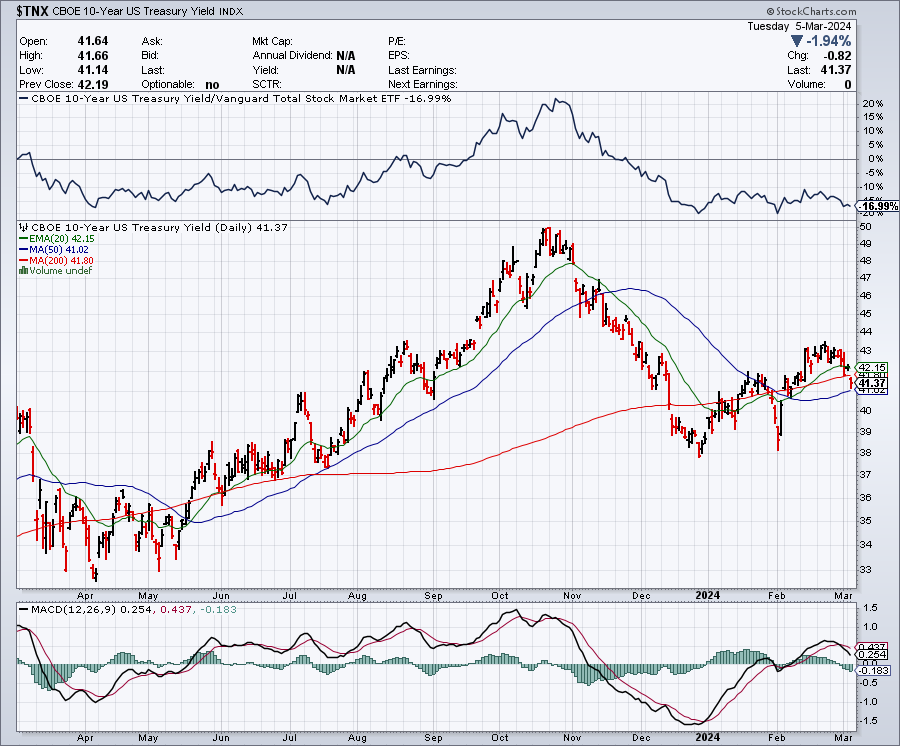 $TNX CBOE 10-Year US Treasury Yield INDX
© StockCharts.com
Tuesday 5-Mar-2024
Open: 41.64 Ask: Mkt Cap: P/E: ▼ -1.94%
High: 41.66 Bid: Annual Dividend: N/A EPS: Chg: -0.82
Low: 41.14 Last: Yield: N/A Last Earnings: Last: 41.37
Prev Close: 42.19 Optionable: no SCTR: Next Earnings: Volume: 0
CBOE 10-Year US Treasury Yield/Vanguard Total Stock Market ETF -16.99%
20%
15%
10%
5%
0%
-5%
-10%
-16.99%
-20%
CBOE 10-Year US Treasury Yield (Daily) 41.37
EMA(20) 42.15
MA(50) 41.02
MA(200) 41.80
Volume undef
50
49
48
47
46
45
44
43
42.15
41.80
41.37
41.02
40
39
38
37
36
35
34
33
Apr May Jun Jul Aug Sep Oct Nov Dec 2024 Feb Mar
MACD(12,26,9) 0.254, 0.437, -0.183
1.5
1.0
0.437
0.254
0.0
-0.183
-0.5
-1.0
-1.5
Apr May Jun Jul Aug Sep Oct Nov Dec 2024 Feb Mar